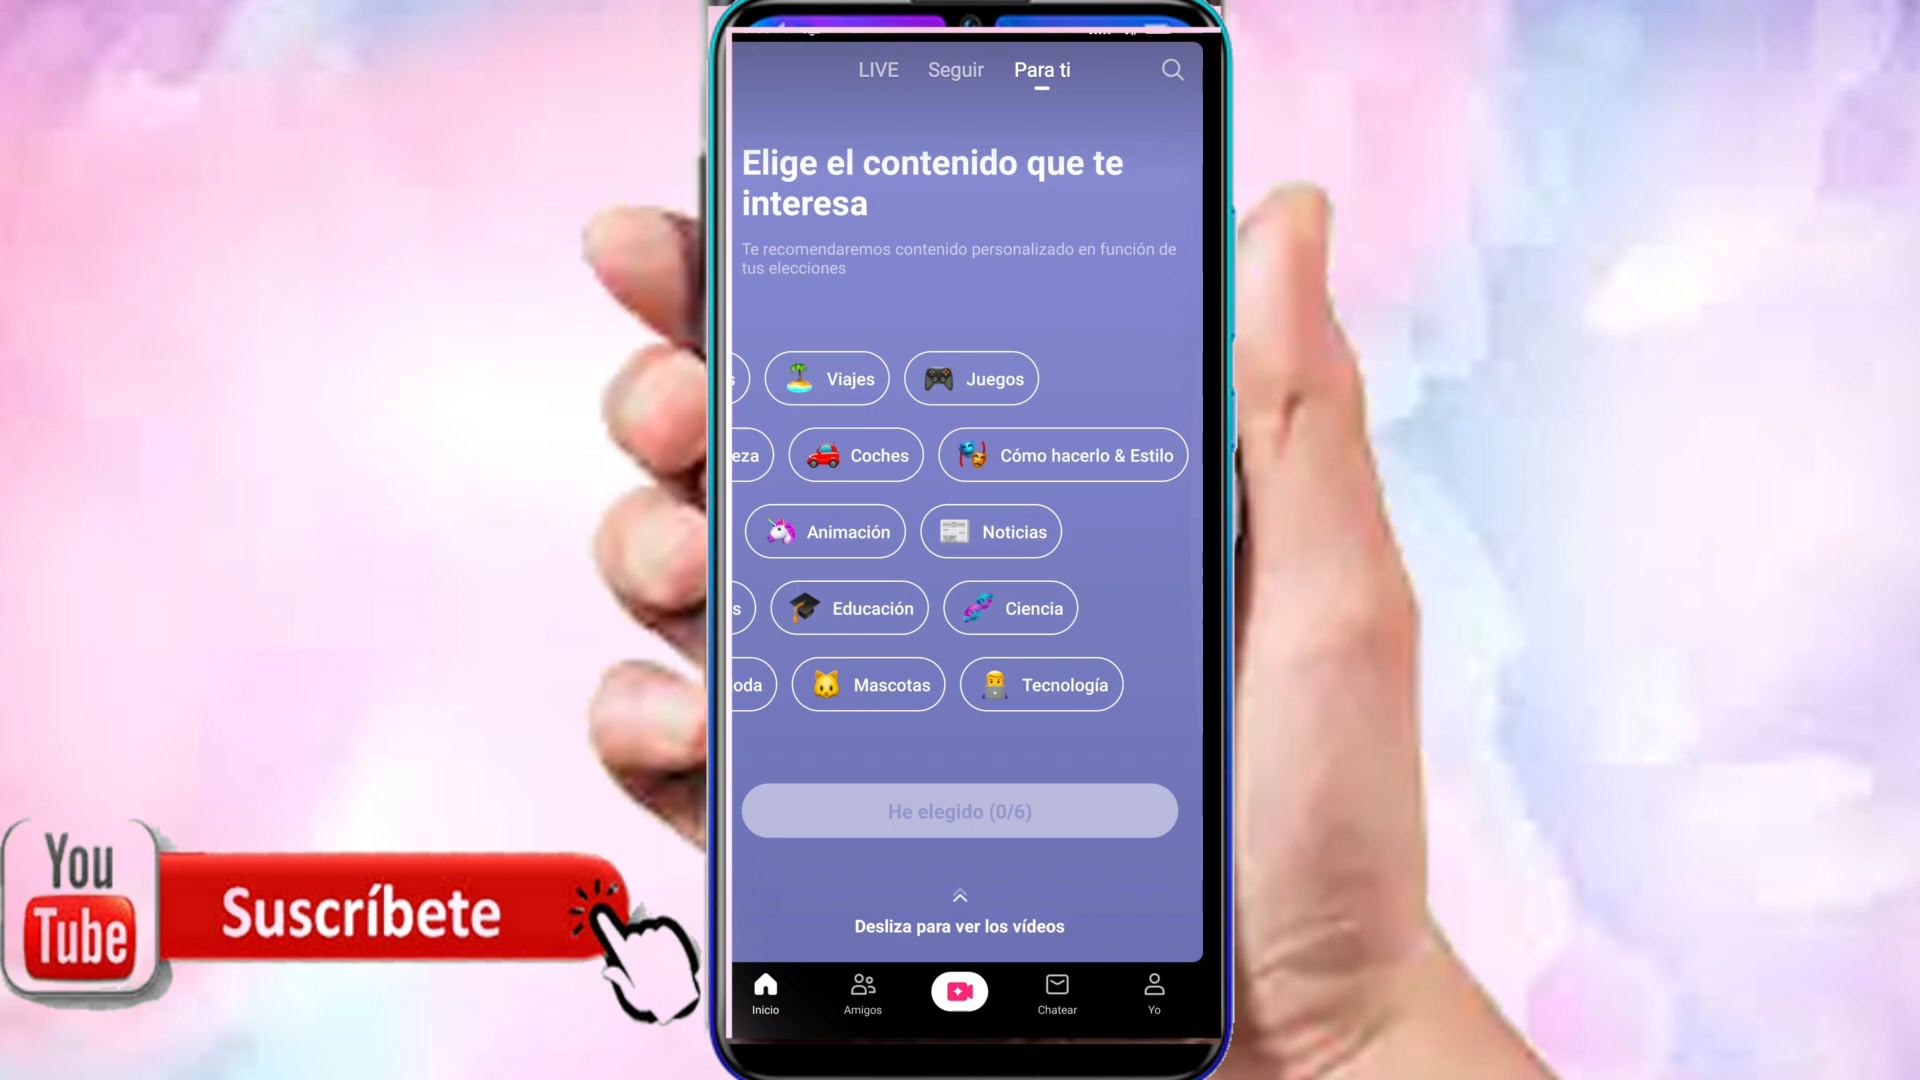 LIVE Seguir Para ti
Elige el contenido que te
interesa
Te recomendaremos contenido personalizado en función de
tus elecciones
s Viajes Juegos
eza Coches Cómo hacerlo & Estilo
Animación Noticias
s Educación Ciencia
oda Mascotas Tecnología
He elegido (0/6)
Desliza para ver los vídeos
Inicio Amigos Chatear Yo
You
Tube
Suscríbete